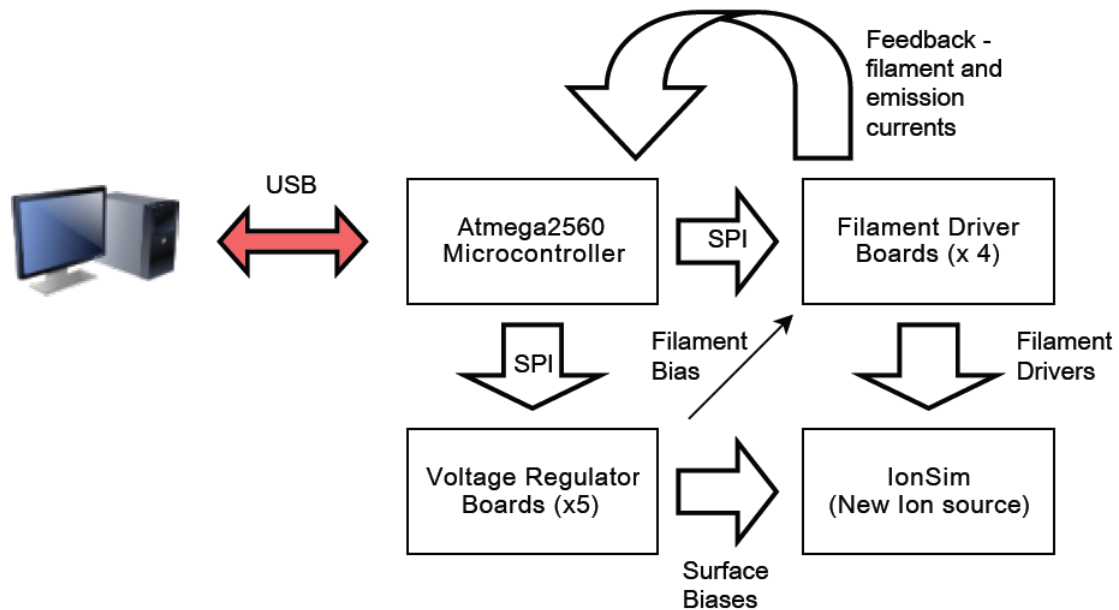 Feedback -
filament and
emission
currents
USB
Atmega2560
Microcontroller
SPI
Filament Driver
Boards (x 4)
SPI
Filament
Bias
Filament
Drivers
Voltage Regulator
Boards (x5)
IonSim
(New Ion source)
Surface
Biases